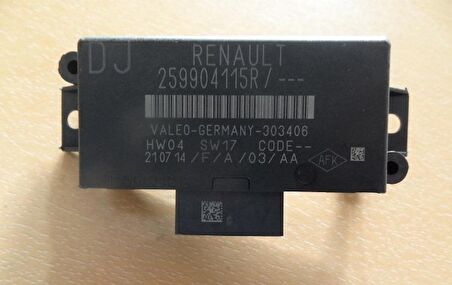 DJ RENAULT
259904115R/---
VALEO-GERMANY-303406
HW04 SW17 CODE--
210714/F/A/03/AA
AFK